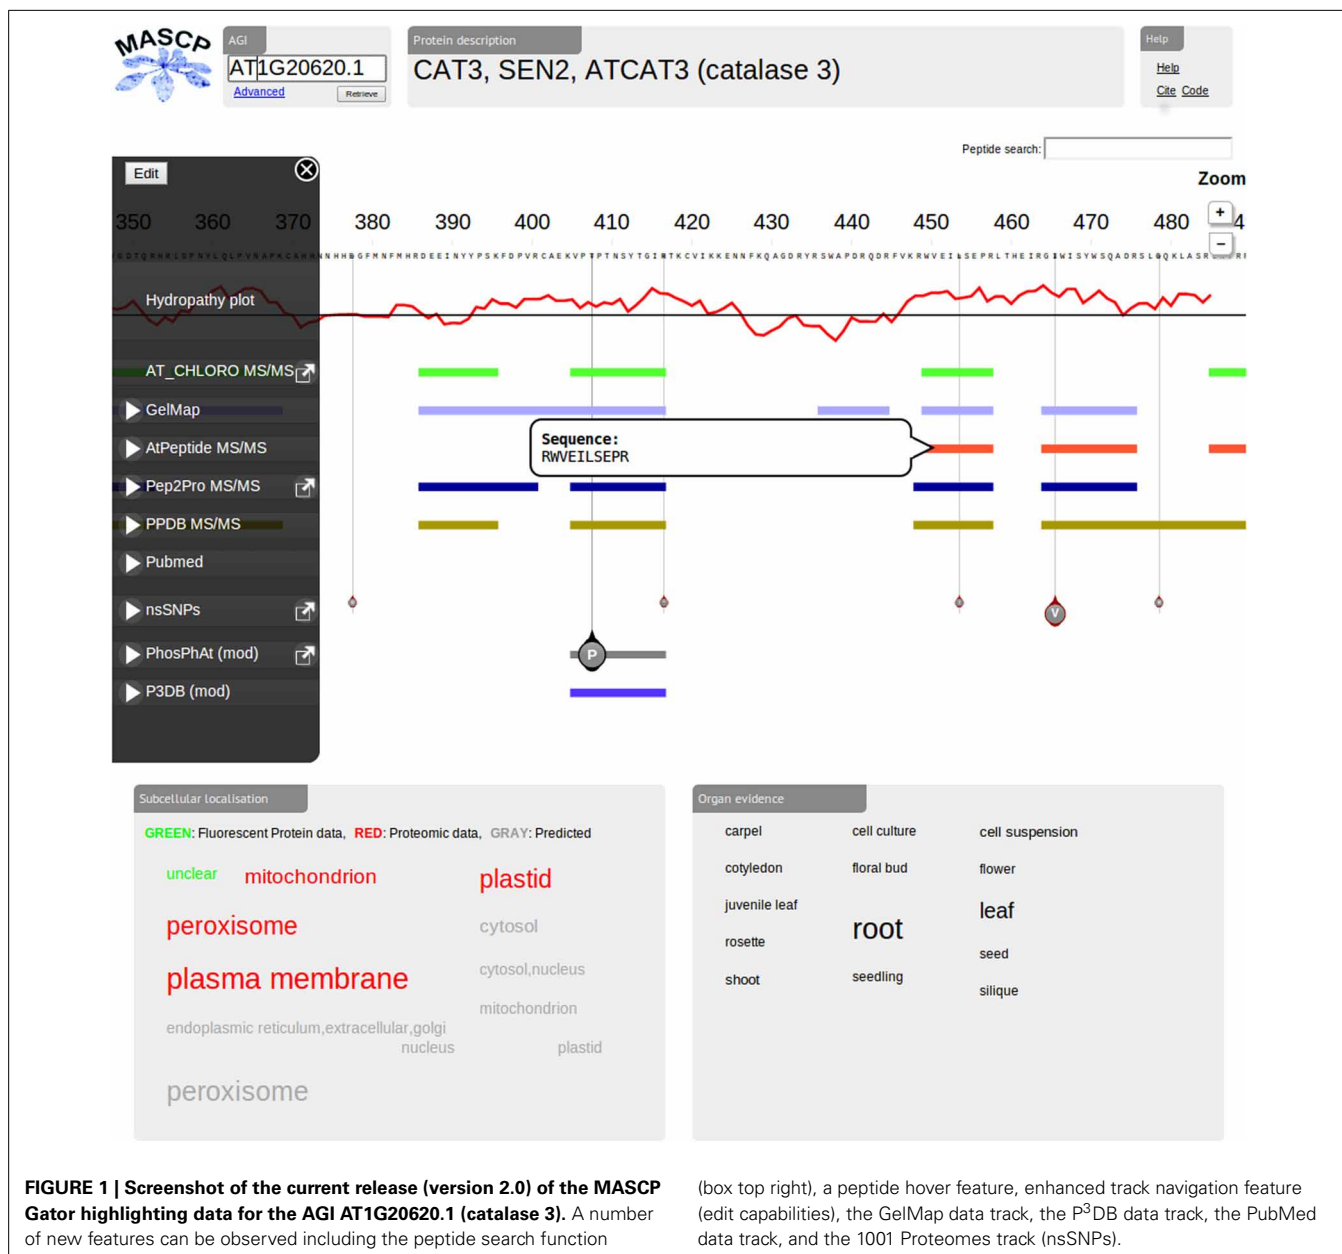 MASCP
AGI
AT1G20620.1
Advanced
Retrieve
Protein description
CAT3, SEN2, ATCAT3 (catalase 3)
Help
Help
Cite Code
Peptide search:
Zoom
+
−
Edit
350 360 370 380 390 400 410 420 430 440 450 460 470 480 4
Hydropathy plot
AT_CHLORO MS/MS
GelMap
AtPeptide MS/MS
Sequence:
RWVEILSEPR
Pep2Pro MS/MS
PPDB MS/MS
Pubmed
nsSNPs
V
PhosPhAt (mod)
P
P3DB (mod)
Subcellular localisation
GREEN: Fluorescent Protein data, RED: Proteomic data, GRAY: Predicted
unclear mitochondrion plastid
peroxisome cytosol
plasma membrane cytosol,nucleus
mitochondrion
endoplasmic reticulum,extracellular,golgi
nucleus plastid
peroxisome
Organ evidence
carpel cell culture cell suspension
cotyledon floral bud flower
juvenile leaf root leaf
rosette seed
shoot seedling silique
FIGURE 1 | Screenshot of the current release (version 2.0) of the MASCP
Gator highlighting data for the AGI AT1G20620.1 (catalase 3). A number
of new features can be observed including the peptide search function
(box top right), a peptide hover feature, enhanced track navigation feature
(edit capabilities), the GelMap data track, the P3DB data track, the PubMed
data track, and the 1001 Proteomes track (nsSNPs).